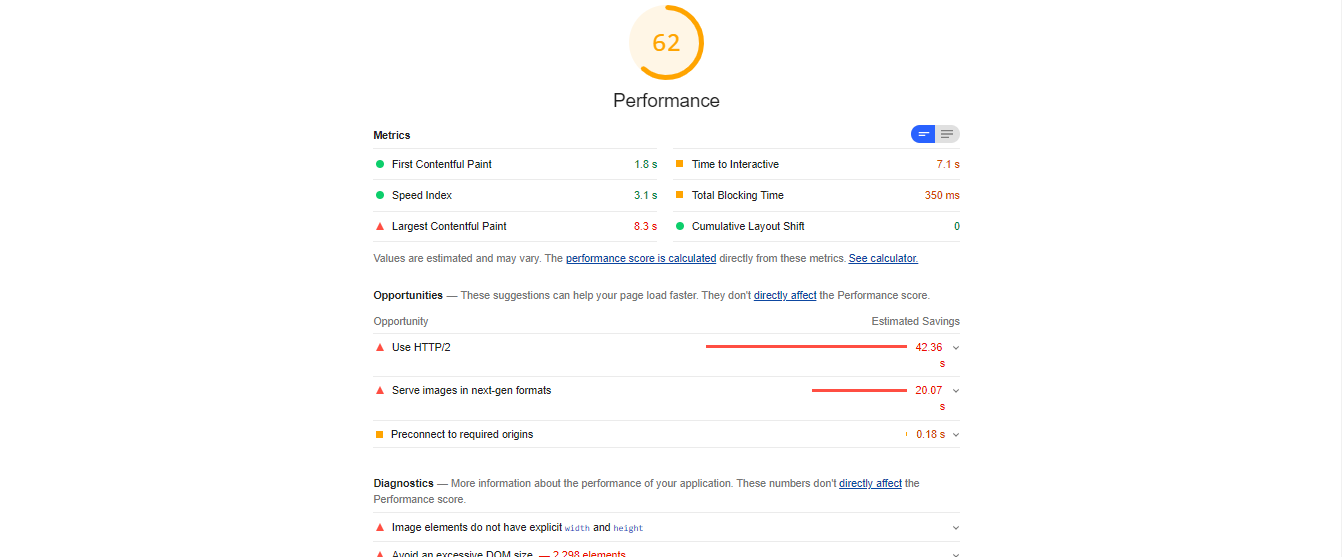 62
Performance
Metrics
First Contentful Paint 1.8 s
Time to Interactive 7.1 s
Speed Index 3.1 s
Total Blocking Time 350 ms
Largest Contentful Paint 8.3 s
Cumulative Layout Shift 0
Values are estimated and may vary. The performance score is calculated directly from these metrics. See calculator.
Opportunities — These suggestions can help your page load faster. They don't directly affect the Performance score.
Opportunity Estimated Savings
Use HTTP/2 42.36
s
Serve images in next-gen formats 20.07
s
Preconnect to required origins 0.18 s
Diagnostics — More information about the performance of your application. These numbers don't directly affect the
Performance score.
Image elements do not have explicit width and height
Avoid an excessive DOM size — 2,298 elements